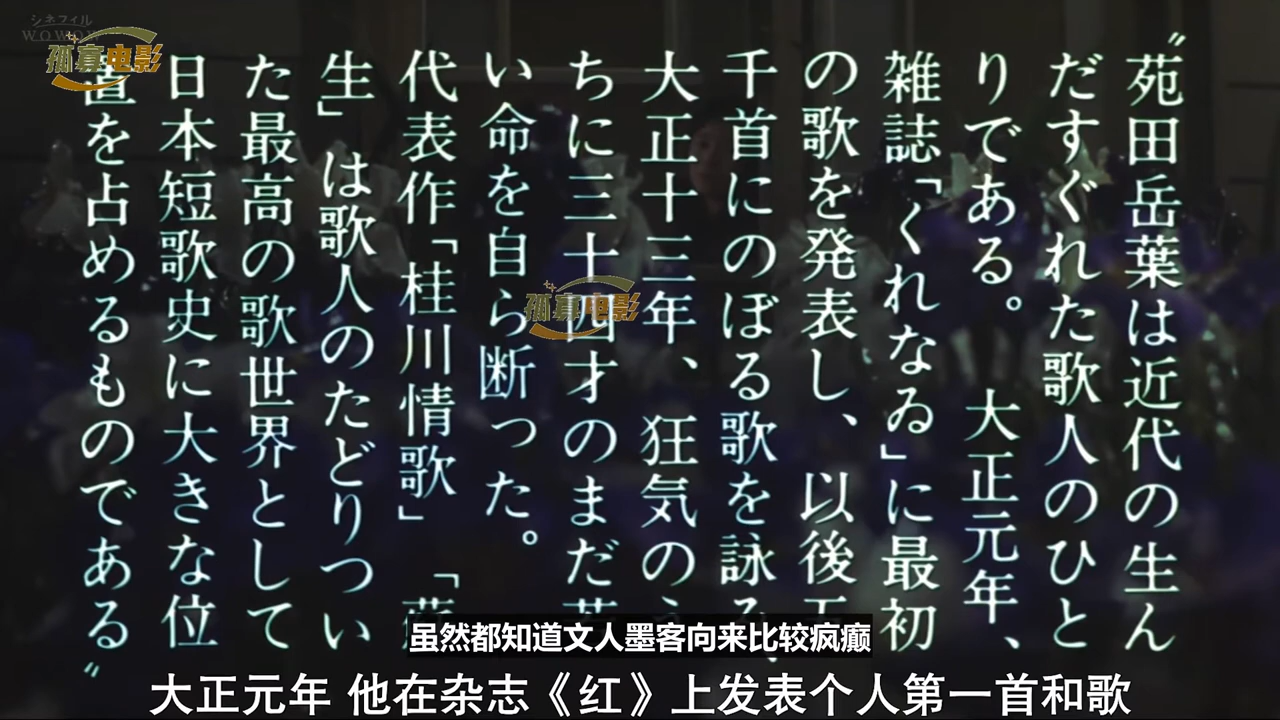 シネフィル
WOWOW
孤寡电影
〝苑田岳葉は近代の生ん
だすぐれた歌人のひと
りである。　大正元年、
雑誌「くれなゐ」に最初
の歌を発表し、以後五
千首にのぼる歌を詠み、
大正十三年、狂気のう
ちに三十四才のまだ若
い命を自ら断った。
代表作「桂川情歌」「蘇
生」は歌人のたどりつい
た最高の歌世界として
日本短歌史に大きな位
置を占めるものである〟
孤寡电影
虽然都知道文人墨客向来比较疯癫
大正元年 他在杂志《红》上发表个人第一首和歌